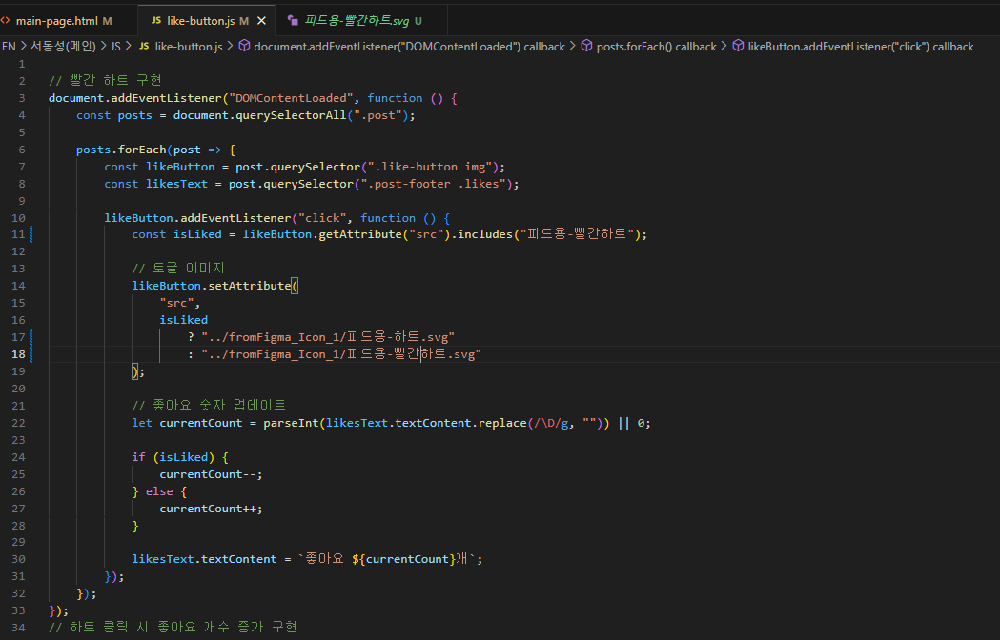 main-page.html M JS like-button.js M × 피드용-빨간하트.svg U
FN > 서동성(메인) > JS > JS like-button.js > document.addEventListener("DOMContentLoaded") callback > posts.forEach() callback > likeButton.addEventListener("click") callback
1
2 // 빨간 하트 구현
3 document.addEventListener("DOMContentLoaded", function () {
4     const posts = document.querySelectorAll(".post");
5
6     posts.forEach(post => {
7         const likeButton = post.querySelector(".like-button img");
8         const likesText = post.querySelector(".post-footer .likes");
9
10         likeButton.addEventListener("click", function () {
11             const isLiked = likeButton.getAttribute("src").includes("피드용-빨간하트");
12
13             // 토글 이미지
14             likeButton.setAttribute(
15                 "src",
16                 isLiked
17                     ? "../fromFigma_Icon_1/피드용-하트.svg"
18                     : "../fromFigma_Icon_1/피드용-빨간하트.svg"
19             );
20
21             // 좋아요 숫자 업데이트
22             let currentCount = parseInt(likesText.textContent.replace(/\D/g, "")) || 0;
23
24             if (isLiked) {
25                 currentCount--;
26             } else {
27                 currentCount++;
28             }
29
30             likesText.textContent = `좋아요 ${currentCount}개`;
31         });
32     });
33 });
34 // 하트 클릭 시 좋아요 개수 증가 구현